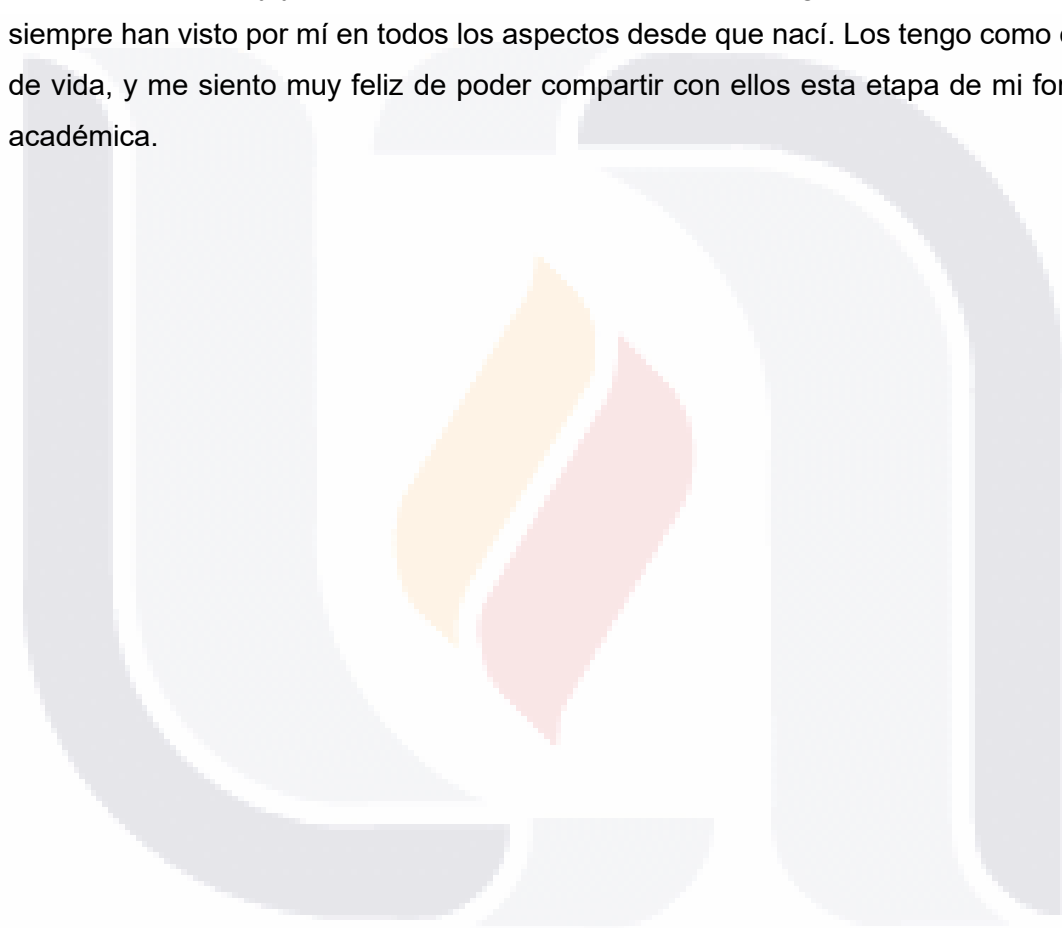 siempre han visto por mí en todos los aspectos desde que nací. Los tengo como
de vida, y me siento muy feliz de poder compartir con ellos esta etapa de mi
académica.